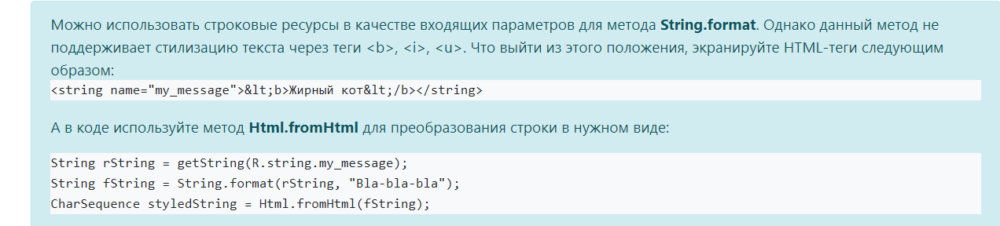 Можно использовать строковые ресурсы в качестве входящих параметров для метода String.format. Однако данный метод не
поддерживает стилизацию текста через теги <b>, <i>, <u>. Что выйти из этого положения, экранируйте HTML-теги следующим
образом:
<string name="my_message">&lt;b>Жирный кот&lt;/b></string>
А в коде используйте метод Html.fromHtml для преобразования строки в нужном виде:
String rString = getString(R.string.my_message);
String fString = String.format(rString, "Bla-bla-bla");
CharSequence styledString = Html.fromHtml(fString);